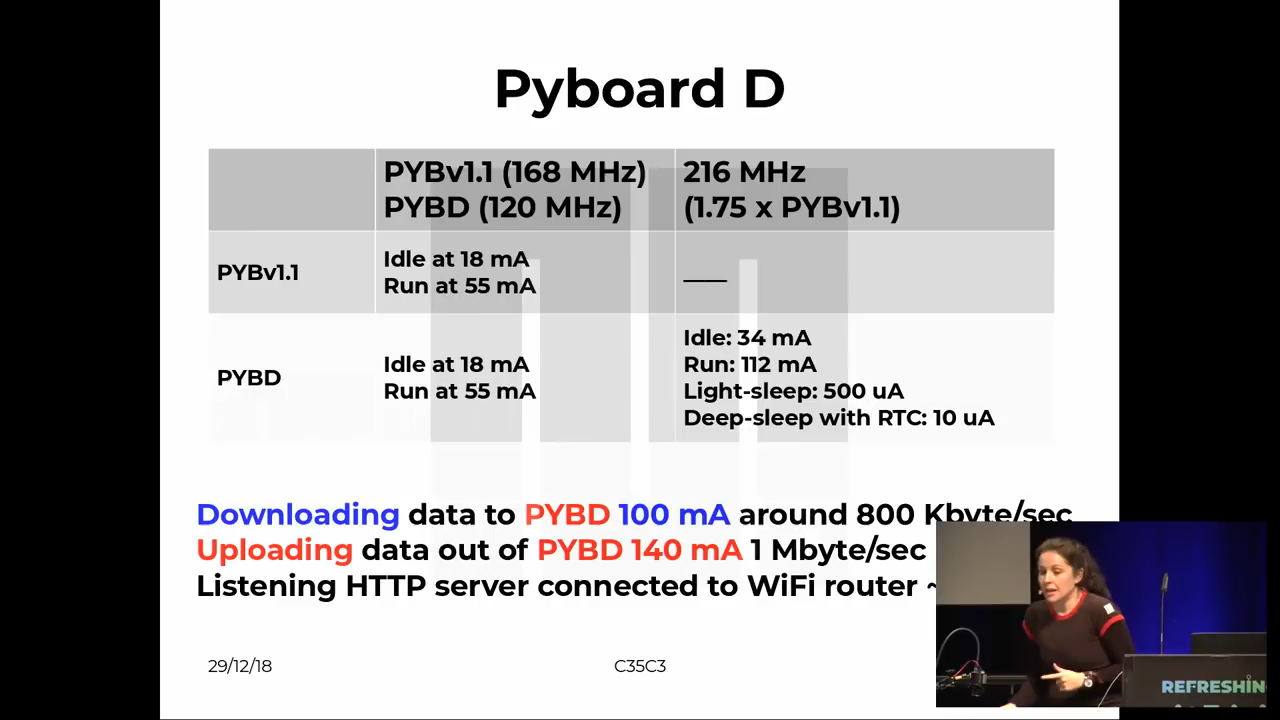 Pyboard D
PYBv1.1 (168 MHz)
PYBD (120 MHz)
216 MHz
(1.75 x PYBv1.1)
PYBv1.1
Idle at 18 mA
Run at 55 mA
——
PYBD
Idle at 18 mA
Run at 55 mA
Idle: 34 mA
Run: 112 mA
Light-sleep: 500 uA
Deep-sleep with RTC: 10 uA
Downloading data to PYBD 100 mA around 800 Kbyte/sec
Uploading data out of PYBD 140 mA 1 Mbyte/sec
Listening HTTP server connected to WiFi router ~
29/12/18
C35C3
REFRESHIN